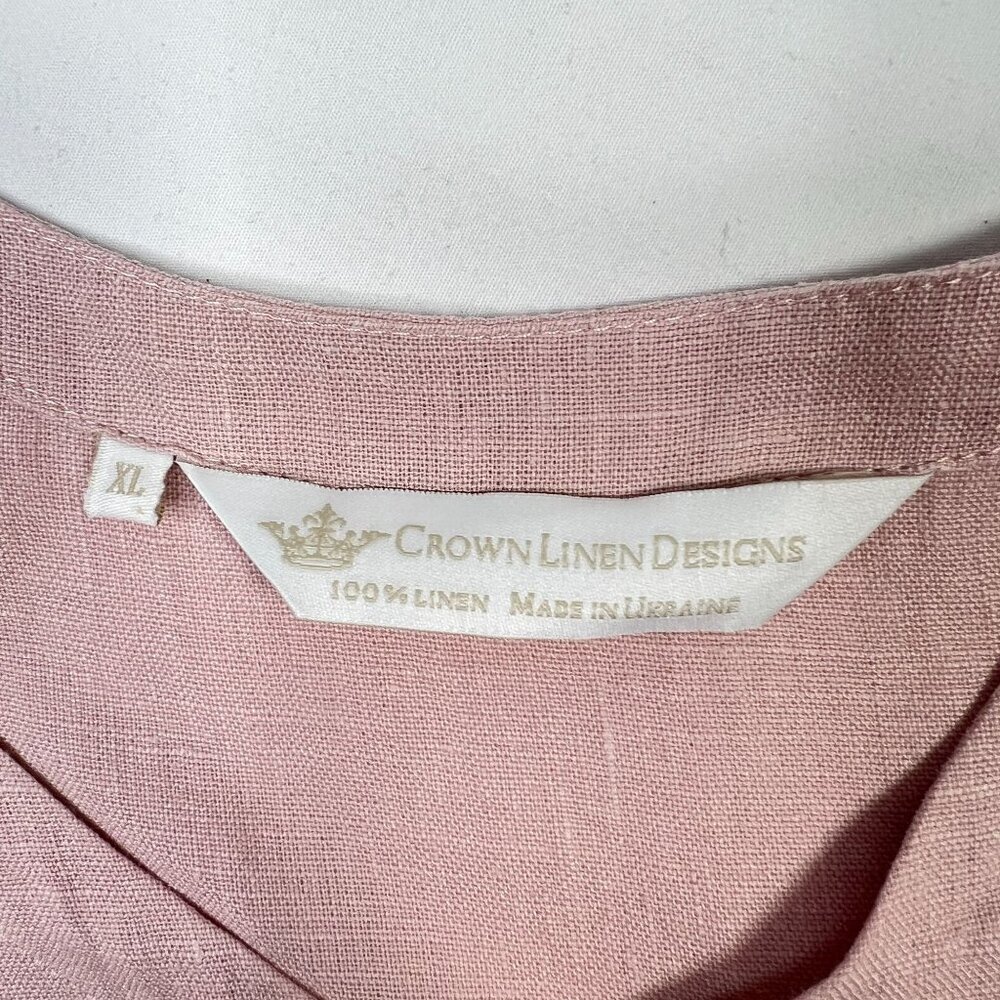 XL
CROWN LINEN DESIGNS
100% LINEN MADE IN UKRAINE